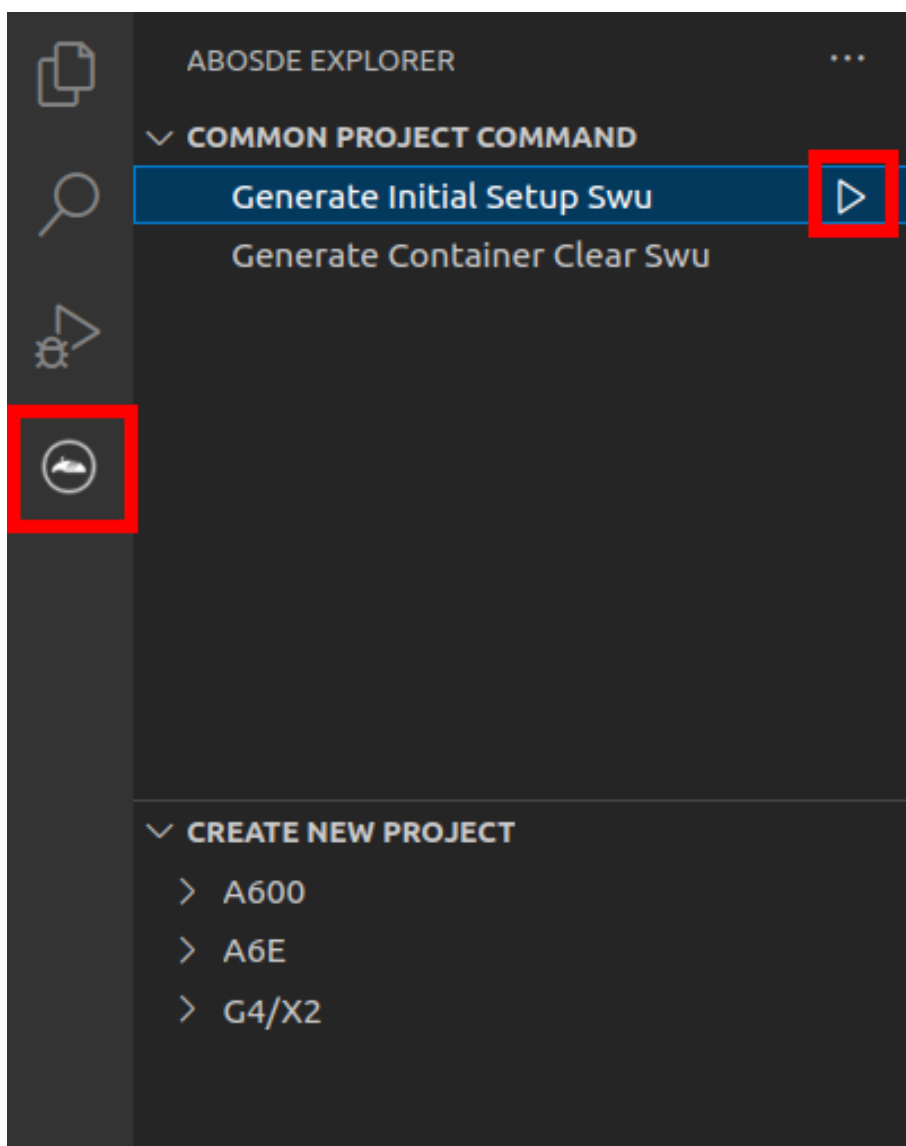 ABOSDE EXPLORER
COMMON PROJECT COMMAND
Generate Initial Setup Swu
Generate Container Clear Swu
CREATE NEW PROJECT
A600
A6E
G4/X2